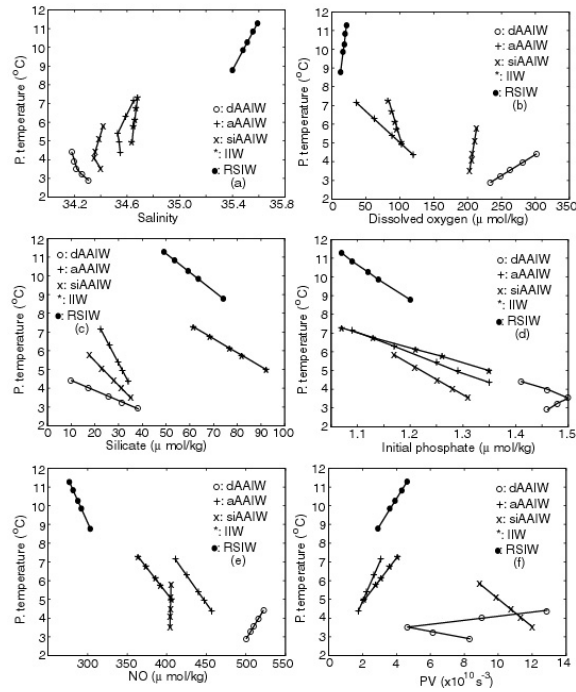 P. temperature (°C)
12
11
10
9
8
7
6
5
4
3
2
o: dAAIW
+: aAAIW
x: siAAIW
*: IIW
●: RSIW
(a)
34.2 34.6 35 35.4 35.8
Salinity
P. temperature (°C)
12
11
10
9
8
7
6
5
4
3
2
o: dAAIW
+: aAAIW
x: siAAIW
*: IIW
●: RSIW
(b)
0 50 100 150 200 250 300 350
Dissolved oxygen (μ mol/kg)
P. temperature (°C)
12
11
10
9
8
7
6
5
4
3
2
o: dAAIW
+: aAAIW
x: siAAIW
*: IIW
●: RSIW
(c)
0 10 20 30 40 50 60 70 80 90 100
Silicate (μ mol/kg)
P. temperature (°C)
12
11
10
9
8
7
6
5
4
3
2
o: dAAIW
+: aAAIW
x: siAAIW
*: IIW
●: RSIW
(d)
1.1 1.2 1.3 1.4 1.5
Initial phosphate (μ mol/kg)
P. temperature (°C)
12
11
10
9
8
7
6
5
4
3
2
o: dAAIW
+: aAAIW
x: siAAIW
*: IIW
●: RSIW
(e)
300 350 400 450 500 550
NO (μ mol/kg)
P. temperature (°C)
12
11
10
9
8
7
6
5
4
3
2
o: dAAIW
+: aAAIW
x: siAAIW
*: IIW
●: RSIW
(f)
0 2 4 6 8 10 12 14
PV (x10¹⁰ s⁻³)